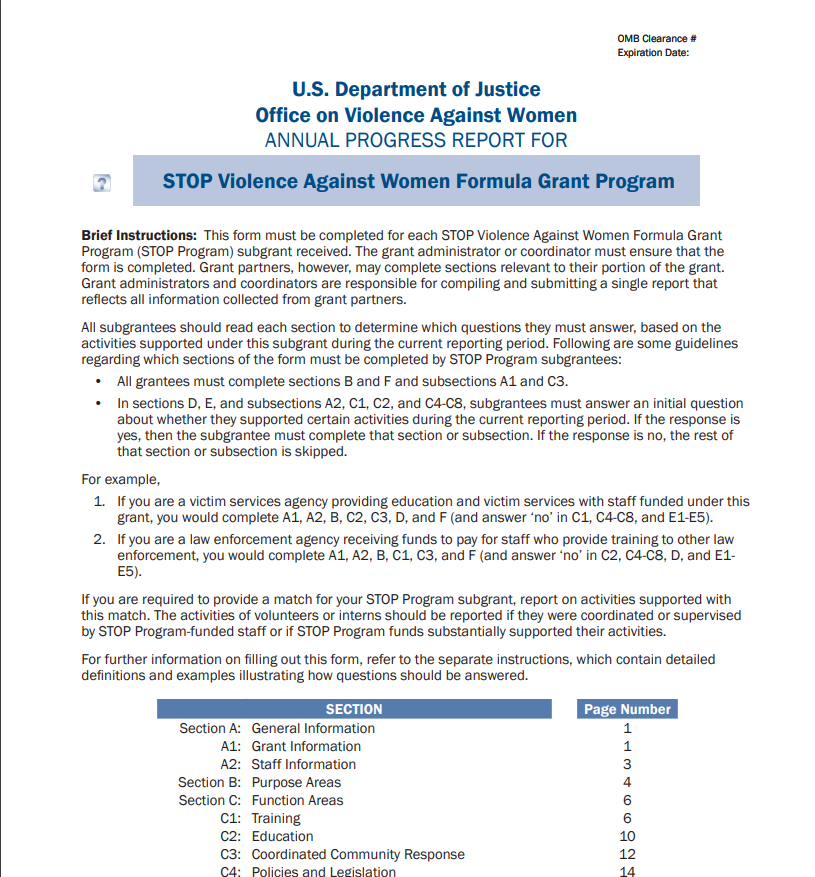 OMB Clearance #
Expiration Date:
U.S. Department of Justice
Office on Violence Against Women
ANNUAL PROGRESS REPORT FOR
?
STOP Violence Against Women Formula Grant Program
Brief Instructions: This form must be completed for each STOP Violence Against Women Formula Grant
Program (STOP Program) subgrant received. The grant administrator or coordinator must ensure that the
form is completed. Grant partners, however, may complete sections relevant to their portion of the grant.
Grant administrators and coordinators are responsible for compiling and submitting a single report that
reflects all information collected from grant partners.
All subgrantees should read each section to determine which questions they must answer, based on the
activities supported under this subgrant during the current reporting period. Following are some guidelines
regarding which sections of the form must be completed by STOP Program subgrantees:
• All grantees must complete sections B and F and subsections A1 and C3.
• In sections D, E, and subsections A2, C1, C2, and C4-C8, subgrantees must answer an initial question
about whether they supported certain activities during the current reporting period. If the response is
yes, then the subgrantee must complete that section or subsection. If the response is no, the rest of
that section or subsection is skipped.
For example,
1. If you are a victim services agency providing education and victim services with staff funded under this
grant, you would complete A1, A2, B, C2, C3, D, and F (and answer ‘no’ in C1, C4-C8, and E1-E5).
2. If you are a law enforcement agency receiving funds to pay for staff who provide training to other law
enforcement, you would complete A1, A2, B, C1, C3, and F (and answer ‘no’ in C2, C4-C8, D, and E1-
E5).
If you are required to provide a match for your STOP Program subgrant, report on activities supported with
this match. The activities of volunteers or interns should be reported if they were coordinated or supervised
by STOP Program-funded staff or if STOP Program funds substantially supported their activities.
For further information on filling out this form, refer to the separate instructions, which contain detailed
definitions and examples illustrating how questions should be answered.
SECTION Page Number
Section A: General Information 1
A1: Grant Information 1
A2: Staff Information 3
Section B: Purpose Areas 4
Section C: Function Areas 6
C1: Training 6
C2: Education 10
C3: Coordinated Community Response 12
C4: Policies and Legislation 14